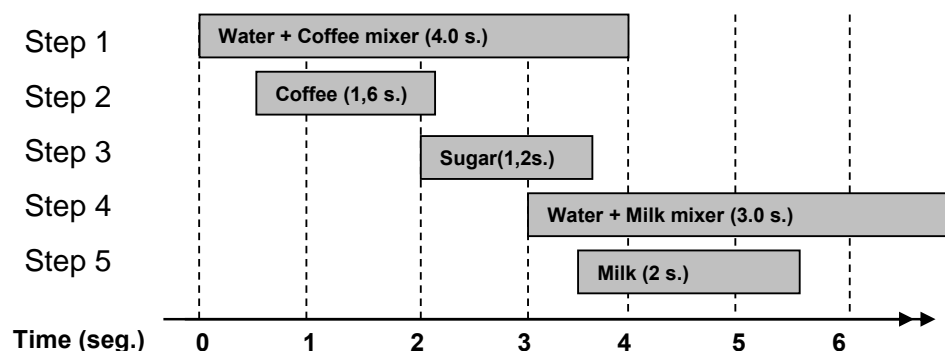 Step 1 Water + Coffee mixer (4.0 s.)
Step 2 Coffee (1,6 s.)
Step 3 Sugar(1,2s.)
Step 4 Water + Milk mixer (3.0 s.)
Step 5 Milk (2 s.)
Time (seg.) 0 1 2 3 4 5 6